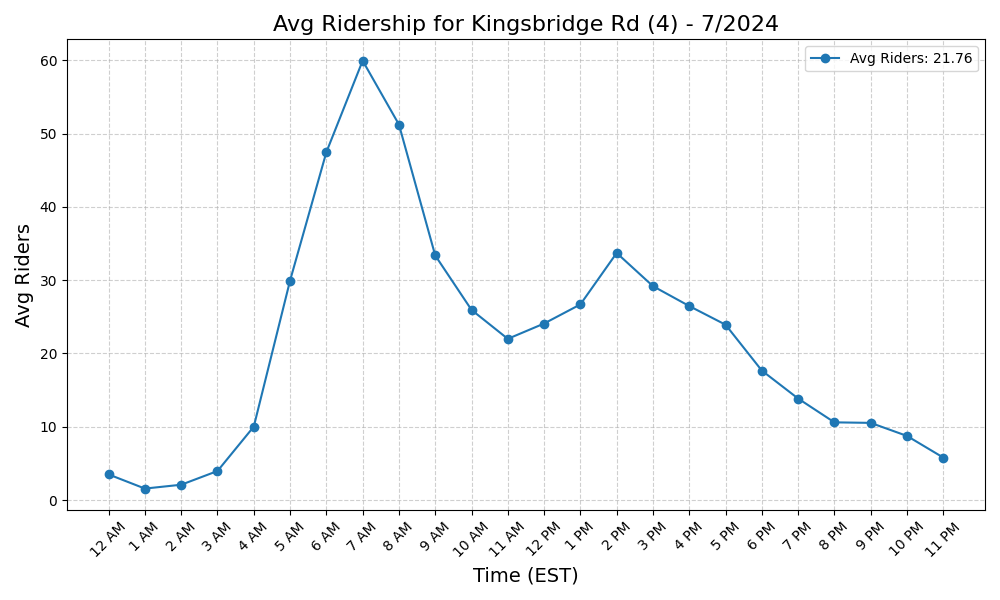 Avg Ridership for Kingsbridge Rd (4) - 7/2024
Avg Riders: 21.76
Avg Riders
60
50
40
30
20
10
0
12 AM
1 AM
2 AM
3 AM
4 AM
5 AM
6 AM
7 AM
8 AM
9 AM
10 AM
11 AM
12 PM
1 PM
2 PM
3 PM
4 PM
5 PM
6 PM
7 PM
8 PM
9 PM
10 PM
11 PM
Time (EST)